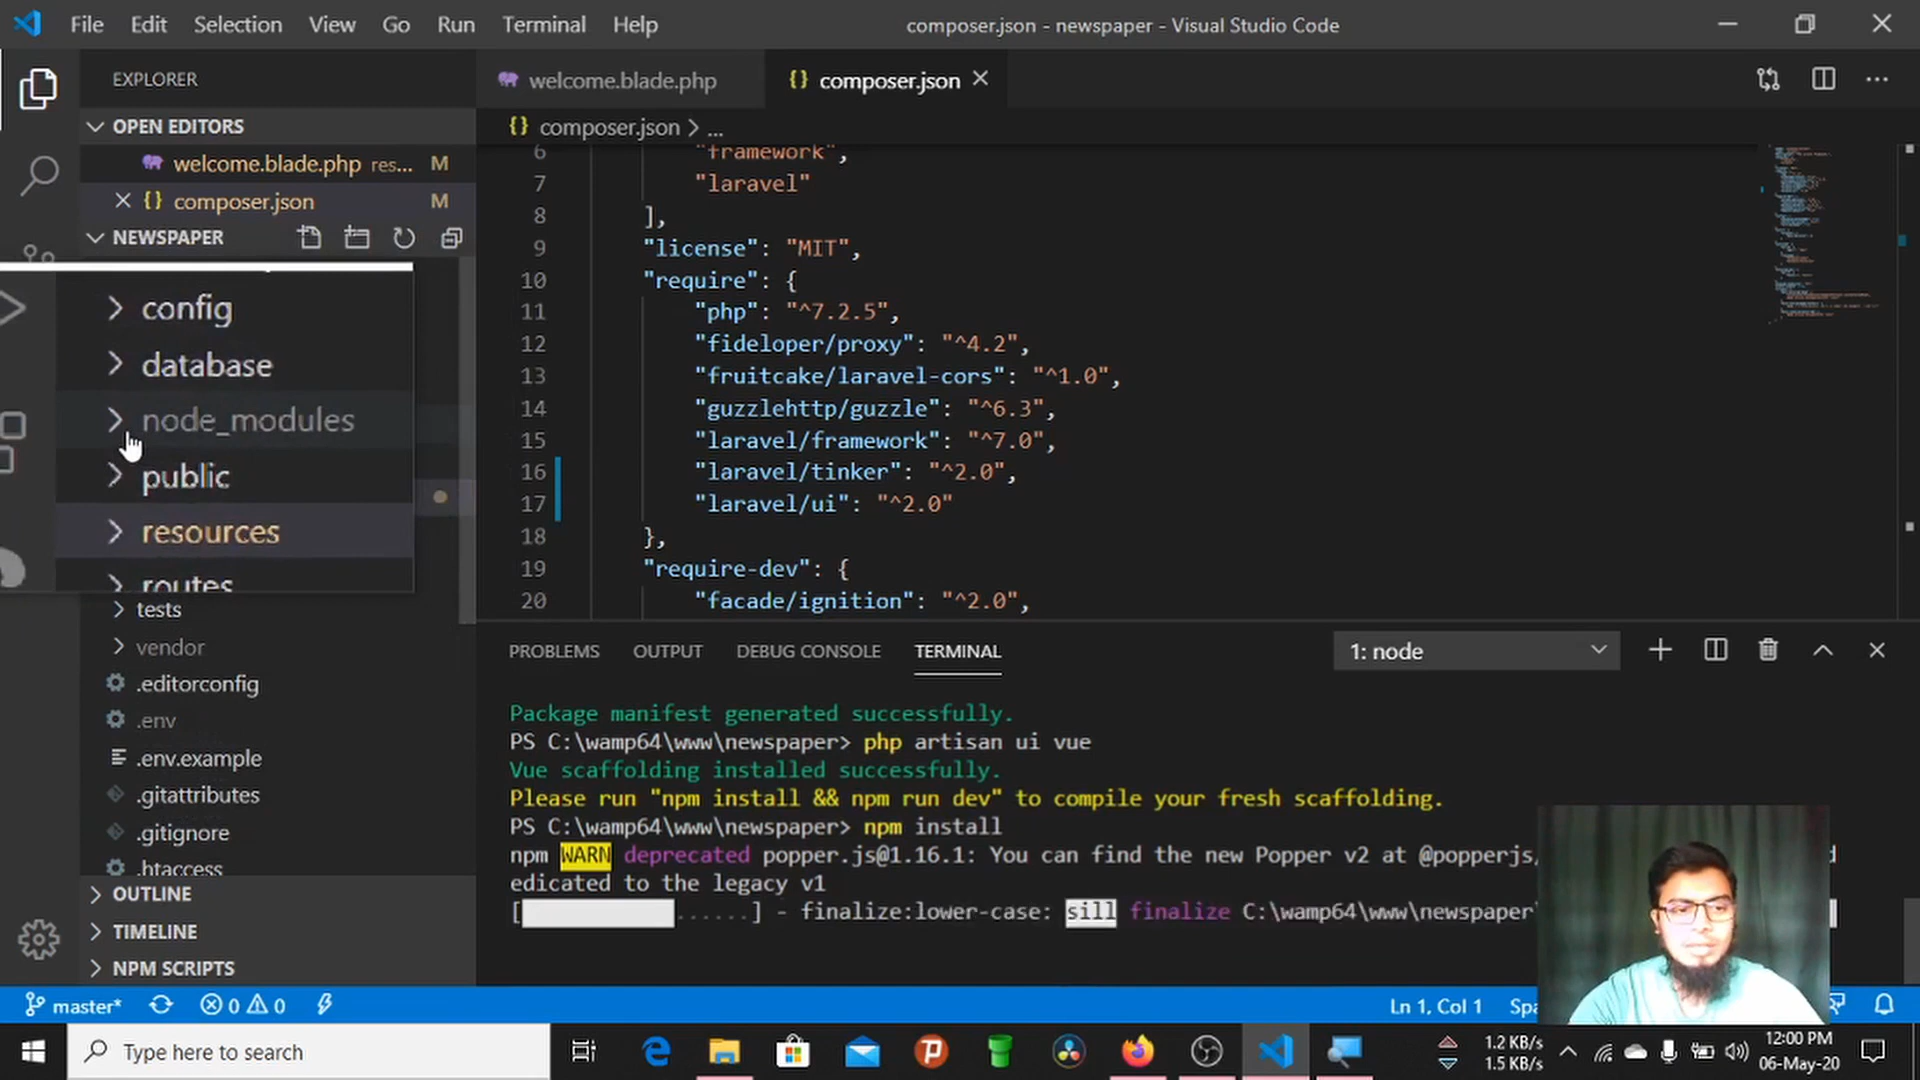 File Edit Selection View Go Run Terminal Help
composer.json - newspaper - Visual Studio Code
EXPLORER
OPEN EDITORS
welcome.blade.php res... M
composer.json M
NEWSPAPER
config
database
node_modules
public
resources
routes
tests
vendor
.editorconfig
.env
.env.example
.gitattributes
.gitignore
.htaccess
OUTLINE
TIMELINE
NPM SCRIPTS
welcome.blade.php
{} composer.json
{} composer.json > ...
6 "framework",
7 "laravel"
8 ],
9 "license": "MIT",
10 "require": {
11 "php": "^7.2.5",
12 "fideloper/proxy": "^4.2",
13 "fruitcake/laravel-cors": "^1.0",
14 "guzzlehttp/guzzle": "^6.3",
15 "laravel/framework": "^7.0",
16 "laravel/tinker": "^2.0",
17 "laravel/ui": "^2.0"
18 },
19 "require-dev": {
20 "facade/ignition": "^2.0",
PROBLEMS OUTPUT DEBUG CONSOLE TERMINAL
1: node
Package manifest generated successfully.
PS C:\wamp64\www\newspaper> php artisan ui vue
Vue scaffolding installed successfully.
Please run "npm install && npm run dev" to compile your fresh scaffolding.
PS C:\wamp64\www\newspaper> npm install
npm WARN deprecated popper.js@1.16.1: You can find the new Popper v2 at @popperjs/ d
edicated to the legacy v1
[ ......] - finalize:lower-case: sill finalize C:\wamp64\www\newspaper\
master* 0 0
Ln 1, Col 1 Spa
Type here to search
1.2 KB/s
1.5 KB/s
12:00 PM
06-May-20